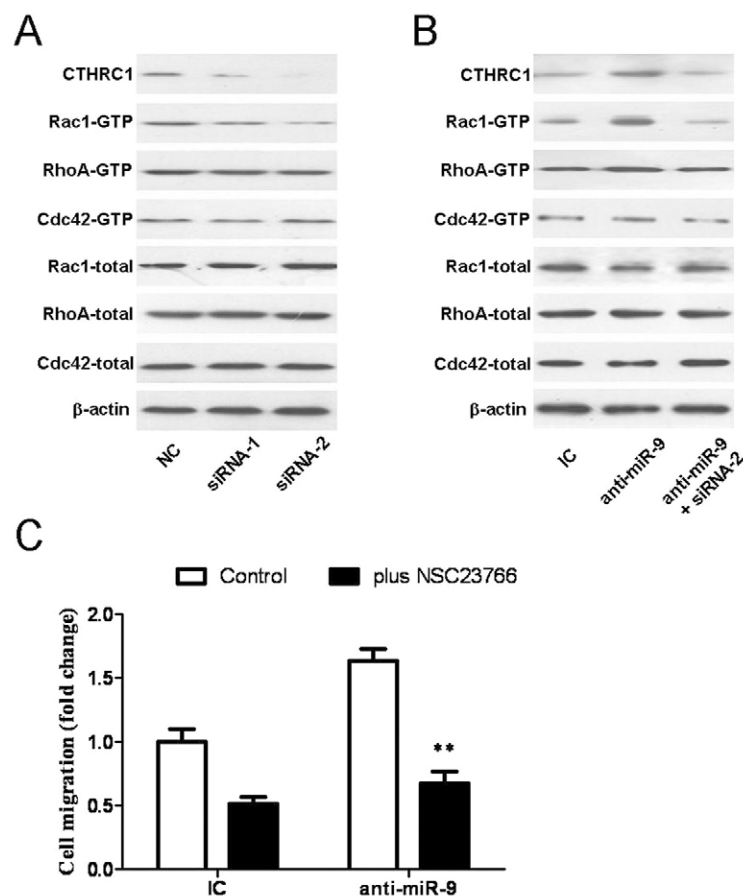 A
CTHRC1
Rac1-GTP
RhoA-GTP
Cdc42-GTP
Rac1-total
RhoA-total
Cdc42-total
β-actin
NC
siRNA-1
siRNA-2
B
CTHRC1
Rac1-GTP
RhoA-GTP
Cdc42-GTP
Rac1-total
RhoA-total
Cdc42-total
β-actin
IC
anti-miR-9
anti-miR-9
+ siRNA-2
C
Control
plus NSC23766
Cell migration (fold change)
2.0
1.5
1.0
0.5
0.0
**
IC
anti-miR-9